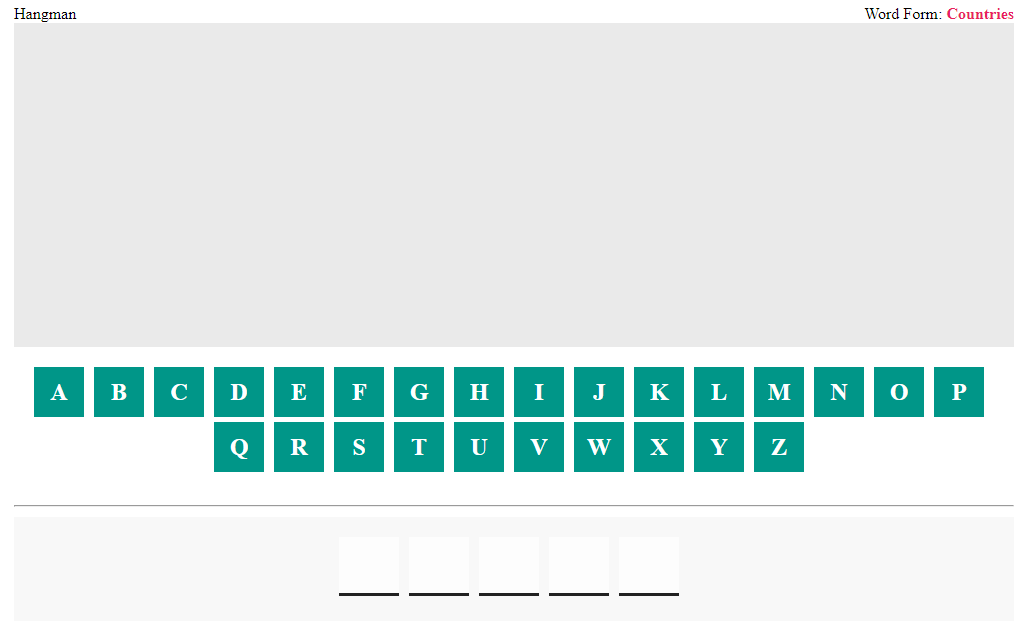 Hangman Word Form: Countries
A B C D E F G H I J K L M N O P
Q R S T U V W X Y Z